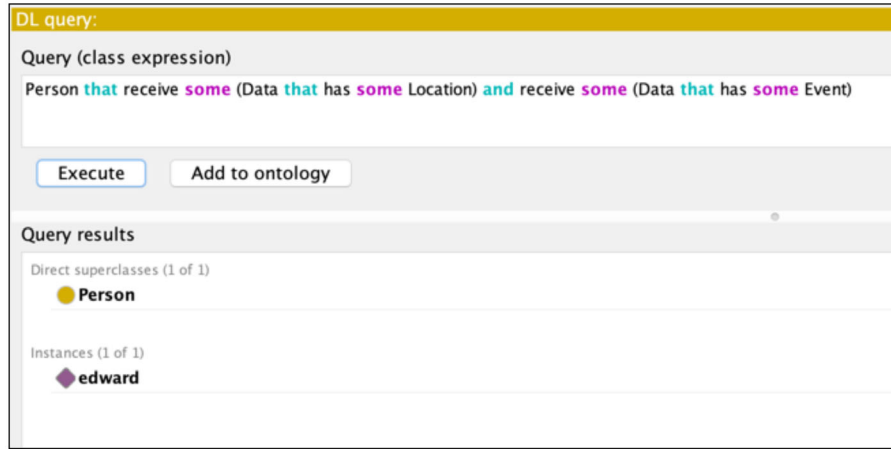 DL query:
Query (class expression)
Person that receive some (Data that has some Location) and receive some (Data that has some Event)
Execute Add to ontology
Query results
Direct superclasses (1 of 1)
Person
Instances (1 of 1)
edward